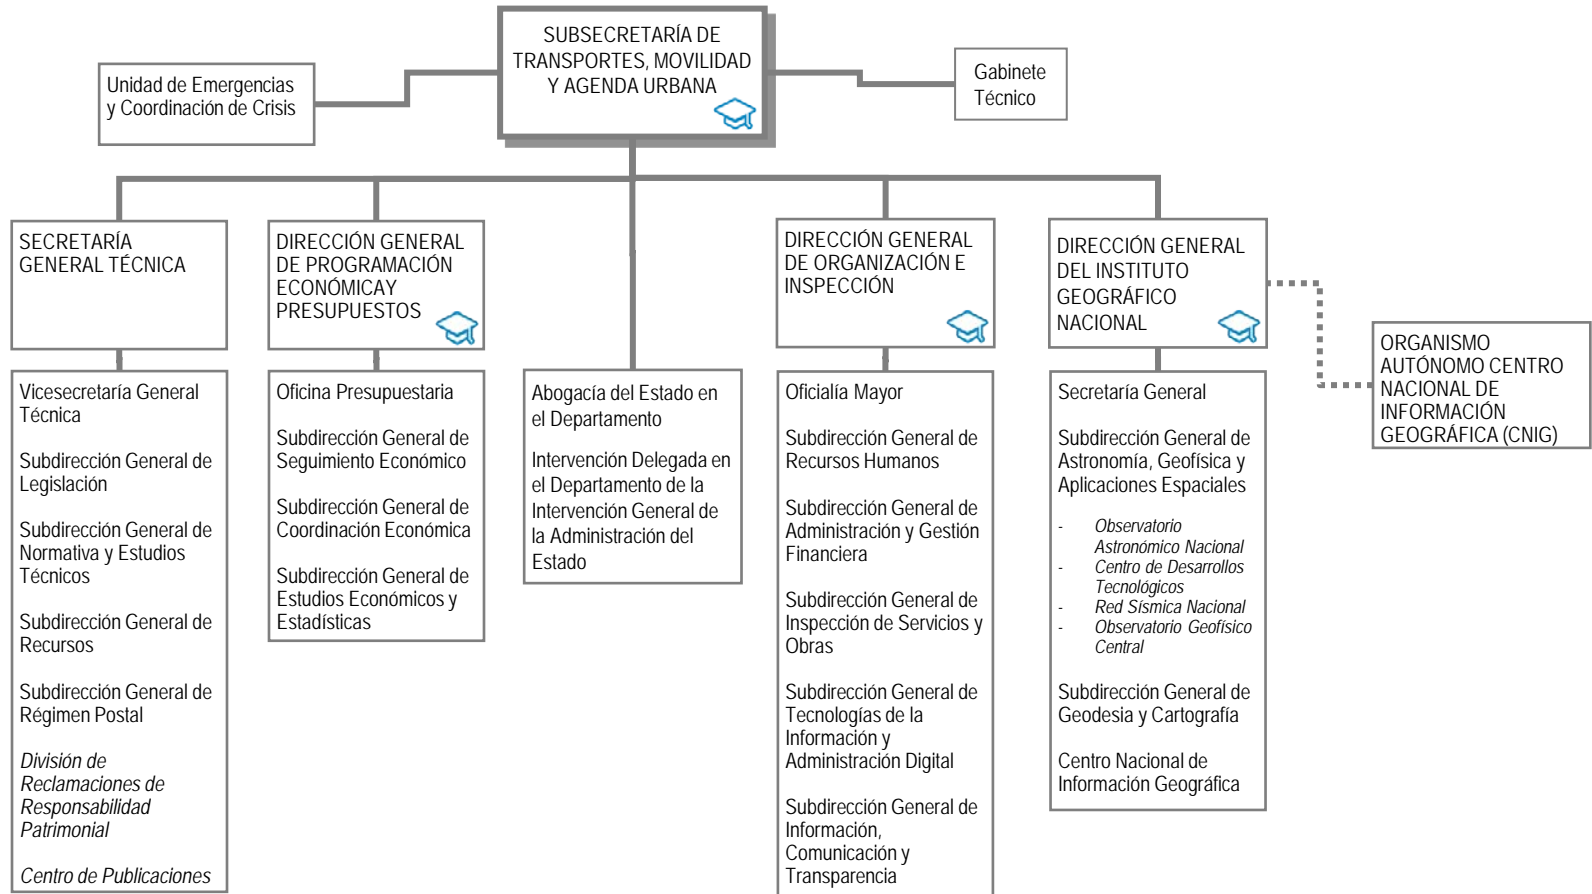 SUBSECRETARÍA DE
TRANSPORTES, MOVILIDAD
Y AGENDA URBANA
Unidad de Emergencias
y Coordinación de Crisis
Gabinete
Técnico
SECRETARÍA
GENERAL TÉCNICA
DIRECCIÓN GENERAL
DE PROGRAMACIÓN
ECONÓMICAY
PRESUPUESTOS
DIRECCIÓN GENERAL
DE ORGANIZACIÓN E
INSPECCIÓN
DIRECCIÓN GENERAL
DEL INSTITUTO
GEOGRÁFICO
NACIONAL
ORGANISMO
AUTÓNOMO CENTRO
NACIONAL DE
INFORMACIÓN
GEOGRÁFICA (CNIG)
Vicesecretaría General
Técnica
Subdirección General de
Legislación
Subdirección General de
Normativa y Estudios
Técnicos
Subdirección General de
Recursos
Subdirección General de
Régimen Postal
División de
Reclamaciones de
Responsabilidad
Patrimonial
Centro de Publicaciones
Oficina Presupuestaria
Subdirección General de
Seguimiento Económico
Subdirección General de
Coordinación Económica
Subdirección General de
Estudios Económicos y
Estadísticas
Abogacía del Estado en
el Departamento
Intervención Delegada en
el Departamento de la
Intervención General de
la Administración del
Estado
Oficialía Mayor
Subdirección General de
Recursos Humanos
Subdirección General de
Administración y Gestión
Financiera
Subdirección General de
Inspección de Servicios y
Obras
Subdirección General de
Tecnologías de la
Información y
Administración Digital
Subdirección General de
Información,
Comunicación y
Transparencia
Secretaría General
Subdirección General de
Astronomía, Geofísica y
Aplicaciones Espaciales
- Observatorio
Astronómico Nacional
- Centro de Desarrollos
Tecnológicos
- Red Sísmica Nacional
- Observatorio Geofísico
Central
Subdirección General de
Geodesia y Cartografía
Centro Nacional de
Información Geográfica